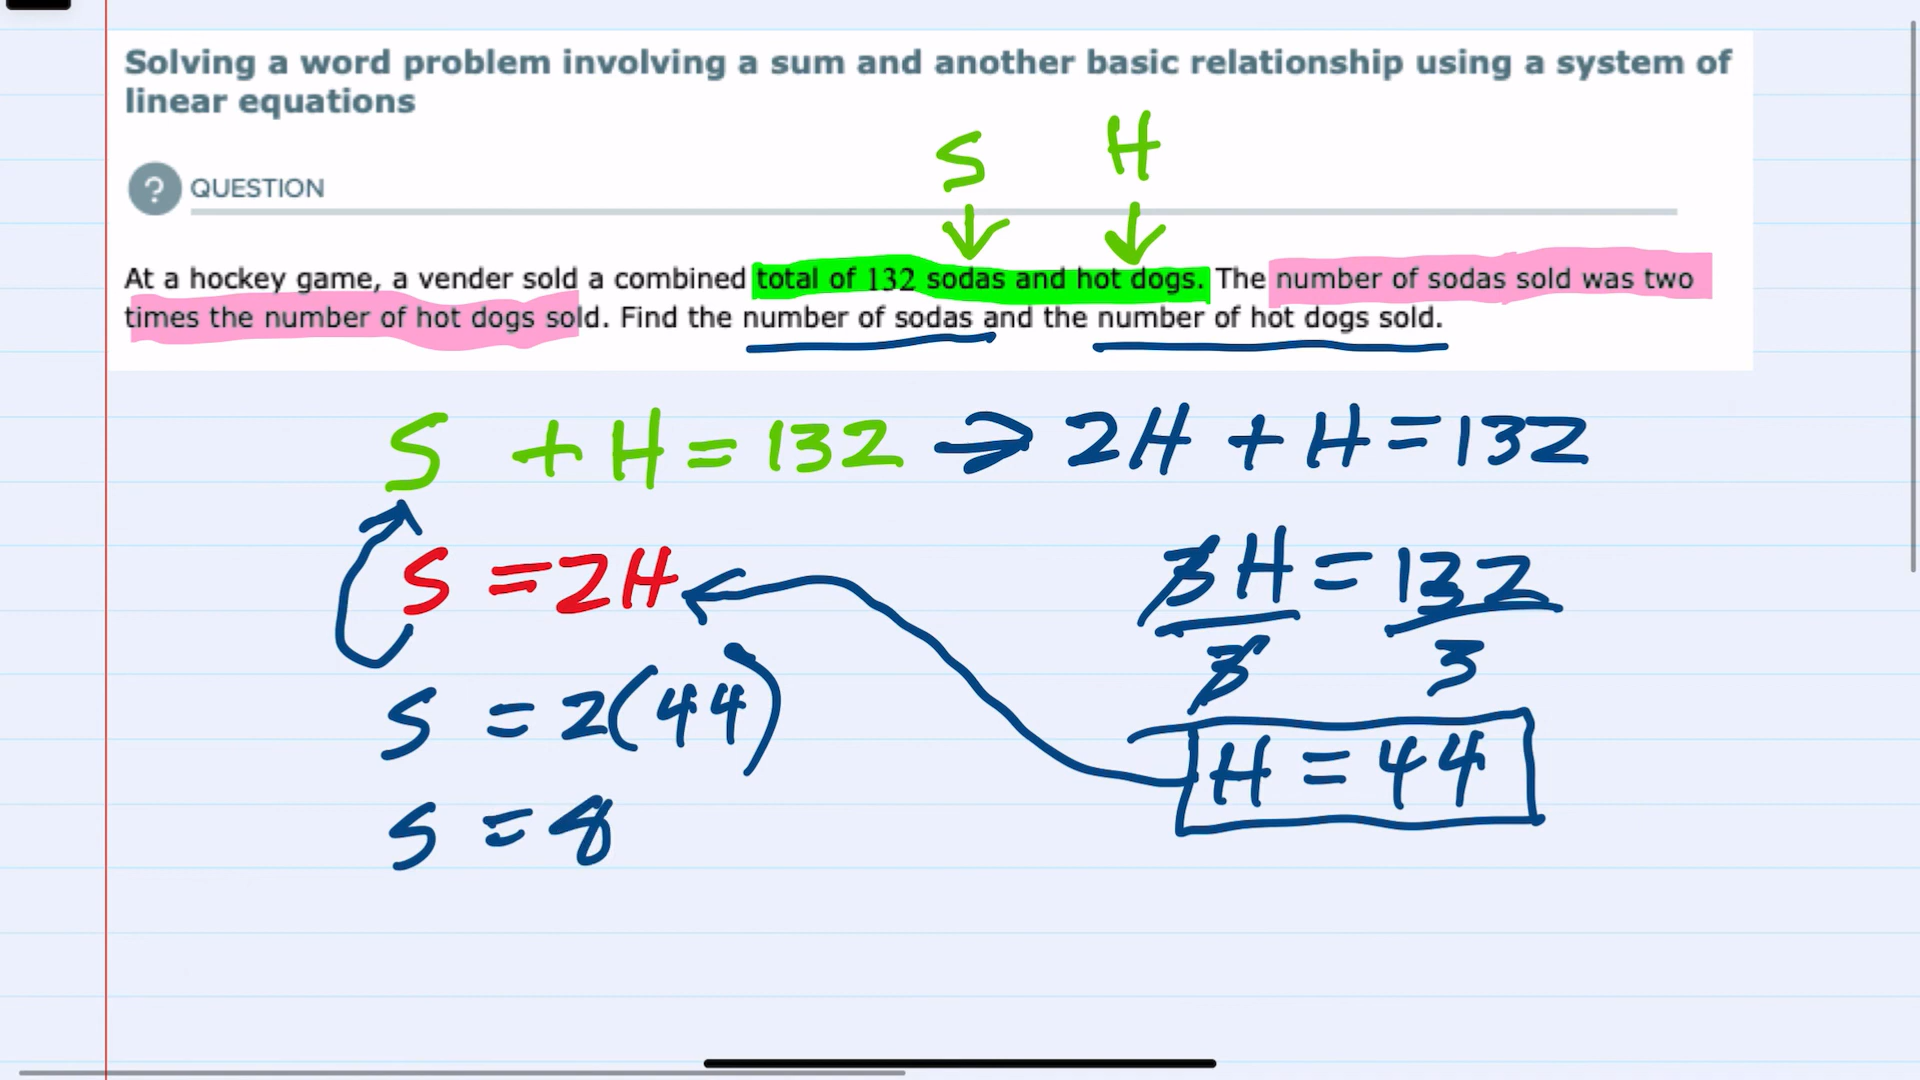 Solving a word problem involving a sum and another basic relationship using a system of
linear equations
S H
? QUESTION
At a hockey game, a vender sold a combined total of 132 sodas and hot dogs. The number of sodas sold was two
times the number of hot dogs sold. Find the number of sodas and the number of hot dogs sold.
S + H = 132 → 2H + H = 132
S = 2H
3H = 132
3 3
S = 2(44)
H = 44
S = 8